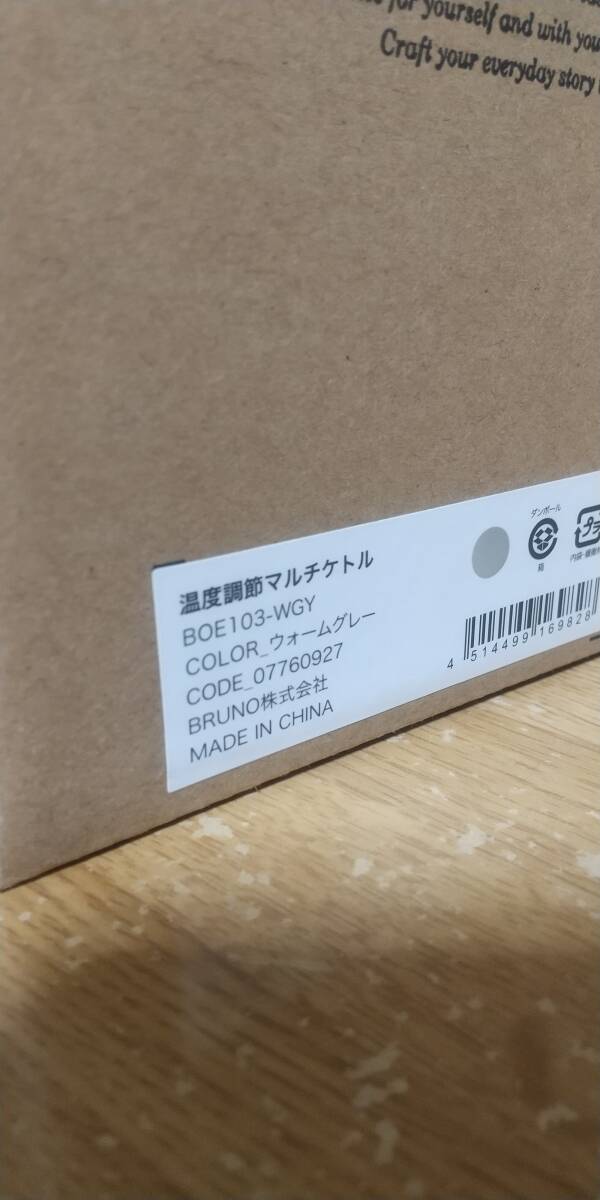 for yourself and with you
Craft your everyday story
温度調節マルチケトル
BOE103-WGY
COLOR_ウォームグレー
CODE_07760927
BRUNO株式会社
MADE IN CHINA
ダンボール
箱
プラ
4 514499 169828